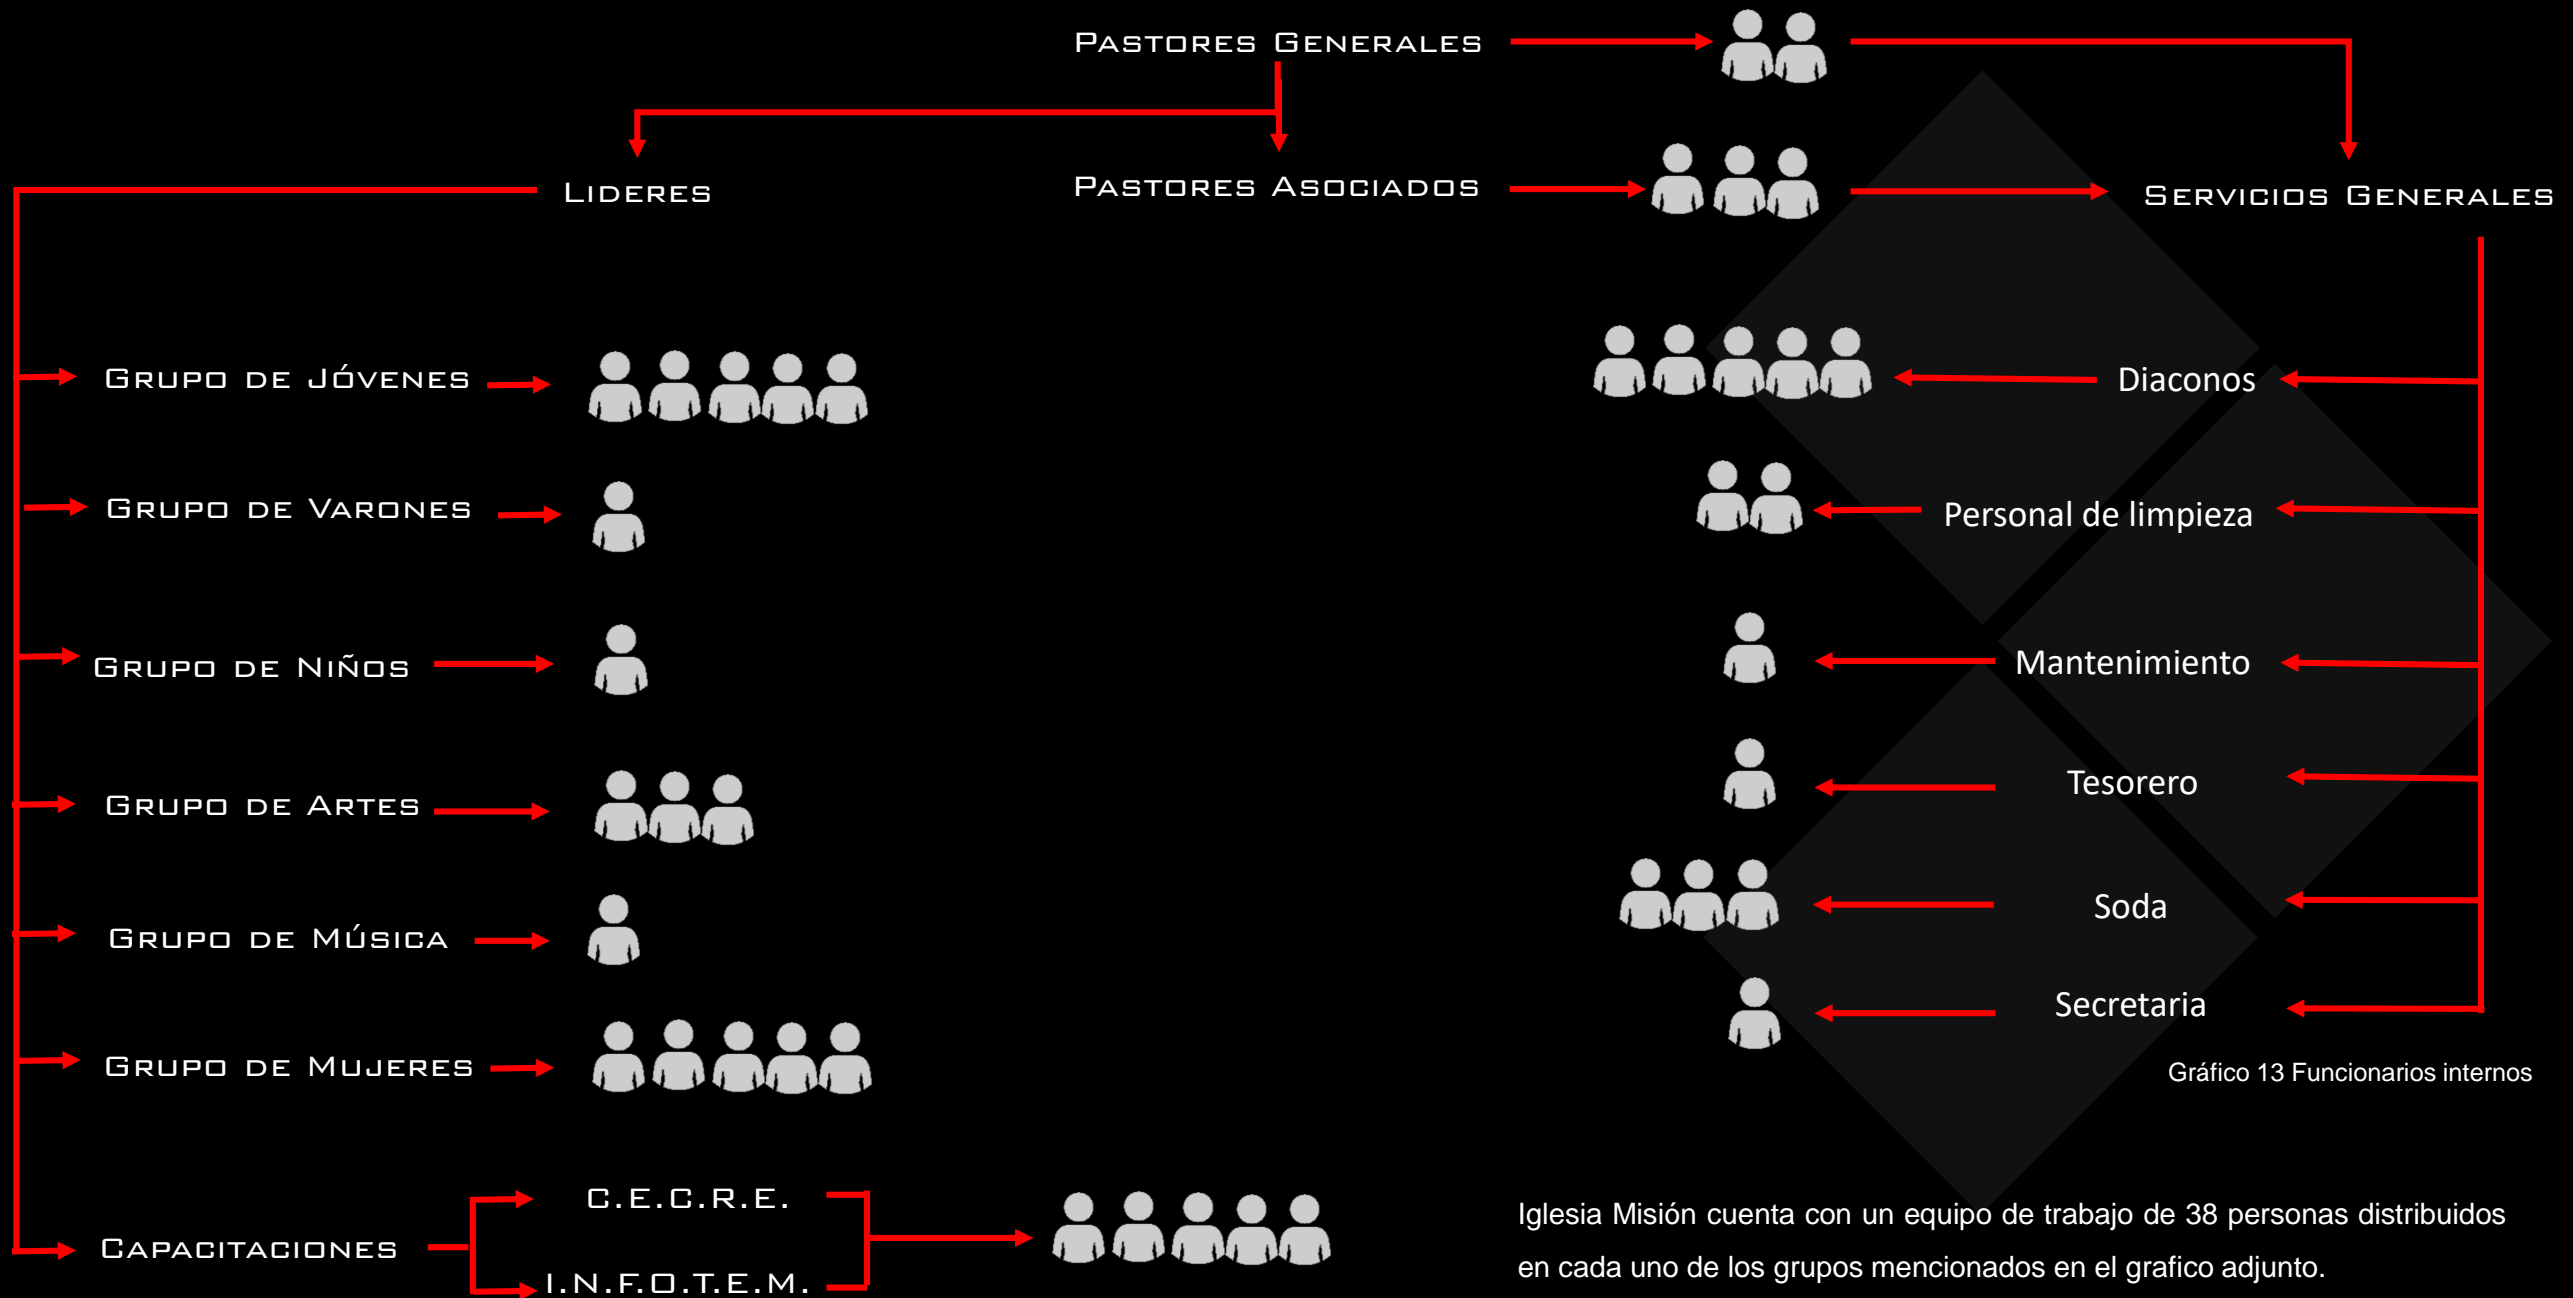 Pastores Generales
Lideres
Pastores Asociados
Servicios Generales
Grupo de Jóvenes
Grupo de Varones
Grupo de Niños
Grupo de Artes
Grupo de Música
Grupo de Mujeres
Capacitaciones
C.E.C.R.E.
I.N.F.O.T.E.M.
Diaconos
Personal de limpieza
Mantenimiento
Tesorero
Soda
Secretaria
Gráfico 13 Funcionarios internos
Iglesia Misión cuenta con un equipo de trabajo de 38 personas distribuidos
en cada uno de los grupos mencionados en el grafico adjunto.